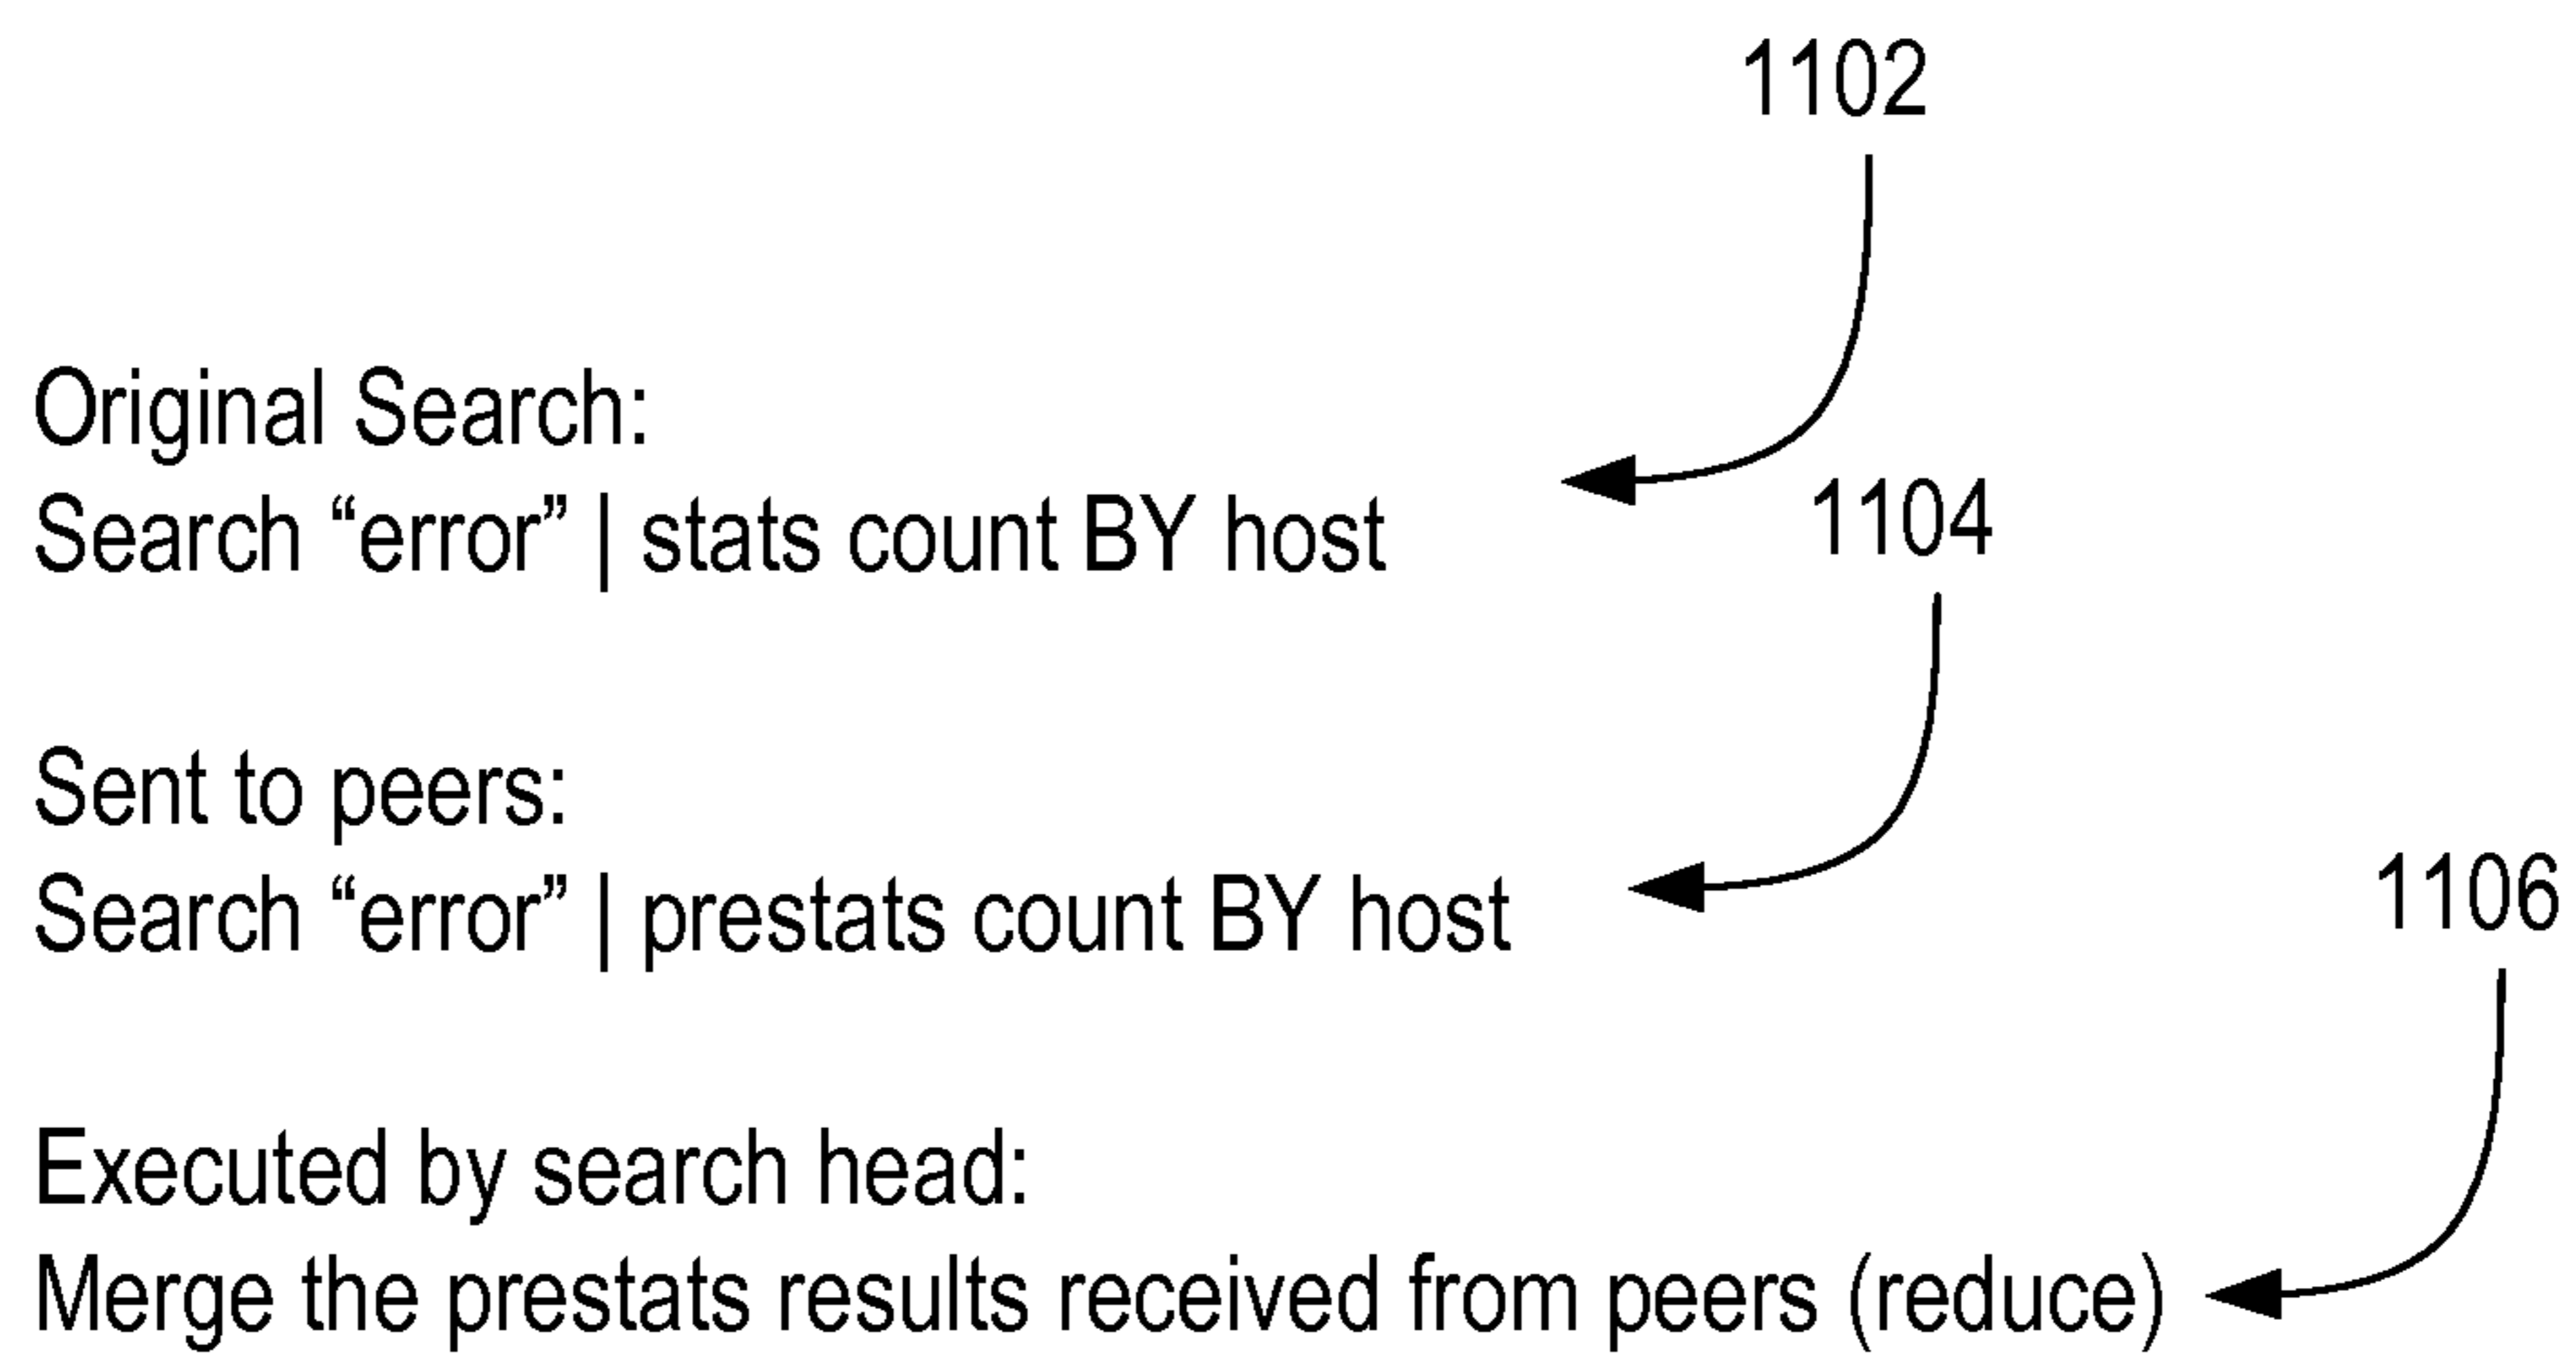 1102
Original Search:
Search “error” | stats count BY host
1104
Sent to peers:
Search “error” | prestats count BY host
1106
Executed by search head:
Merge the prestats results received from peers (reduce)